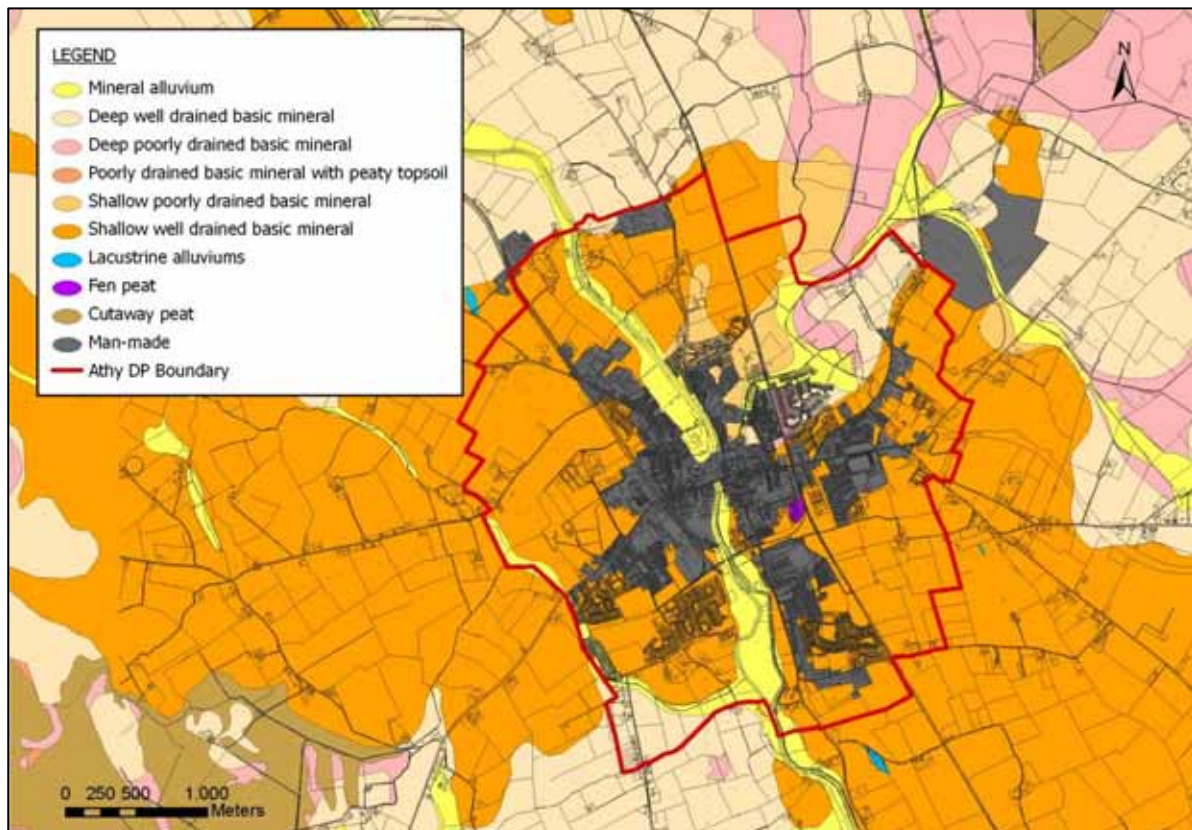 LEGEND
Mineral alluvium
Deep well drained basic mineral
Deep poorly drained basic mineral
Poorly drained basic mineral with peaty topsoil
Shallow poorly drained basic mineral
Shallow well drained basic mineral
Lacustrine alluviums
Fen peat
Cutaway peat
Man-made
Athy DP Boundary
N
0 250 500 1.000
Meters